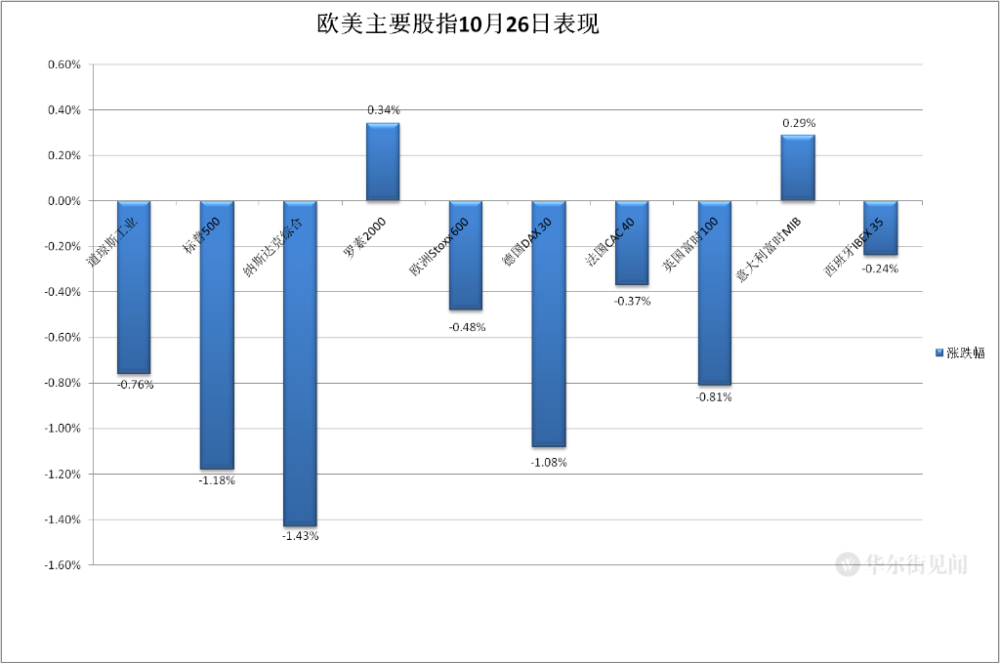 欧美主要股指10月26日表现
0.60%
0.40%
0.20%
0.00%
-0.20%
-0.40%
-0.60%
-0.80%
-1.00%
-1.20%
-1.40%
-1.60%
道琼斯工业
标普500
纳斯达克综合
罗素2000
欧洲Stoxx600
德国DAX 30
法国CAC 40
英国富时100
意大利富时MIB
西班牙IBEX 35
-0.76%
-1.18%
-1.43%
0.34%
-0.48%
-1.08%
-0.37%
-0.81%
0.29%
-0.24%
涨跌幅
华尔街见闻